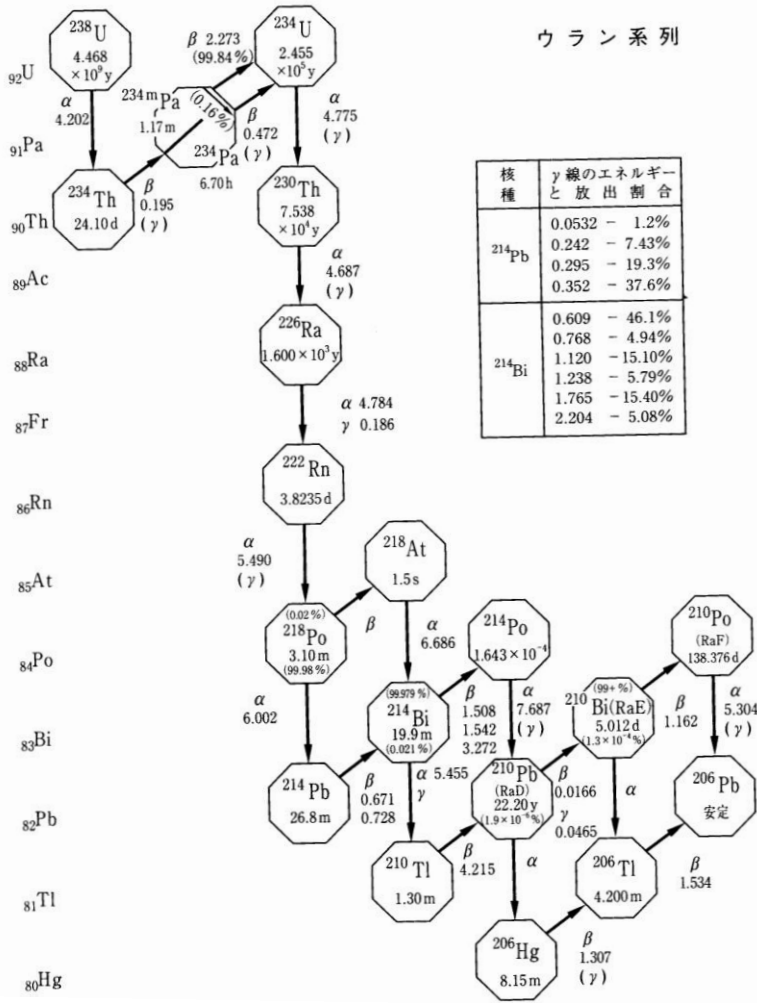 ウラン系列
²³⁸U
4.468
×10⁹y
β 2.273
(99.84%)
²³⁴U
2.455
×10⁵y
₉₂U
α
4.202
²³⁴ᵐPa
1.17m
(0.16%)
²³⁴Pa
6.70h
β
0.472
(γ)
α
4.775
(γ)
₉₁Pa
²³⁴Th
24.10d
β
0.195
(γ)
²³⁰Th
7.538
×10⁴y
₉₀Th
α
4.687
(γ)
₈₉Ac
²²⁶Ra
1.600×10³y
₈₈Ra
α 4.784
γ 0.186
₈₇Fr
²²²Rn
3.8235d
₈₆Rn
α
5.490
(γ)
²¹⁸At
1.5s
₈₅At
(0.02%)
²¹⁸Po
3.10m
(99.98%)
β
α
6.686
²¹⁴Po
1.643×10⁻⁴
²¹⁰Po
(RaF)
138.376d
₈₄Po
α
6.002
(99.979%)
²¹⁴Bi
19.9m
(0.021%)
β
1.508
1.542
3.272
α
7.687
(γ)
(99+%)
²¹⁰Bi(RaE)
5.012d
(1.3×10⁻⁴%)
β
1.162
α
5.304
(γ)
₈₃Bi
²¹⁴Pb
26.8m
β
0.671
0.728
α 5.455
γ
²¹⁰Pb
(RaD)
22.20y
(1.9×10⁻⁶%)
β
0.0166
γ
0.0465
α
²⁰⁶Pb
安定
₈₂Pb
²¹⁰Tl
1.30m
β
4.215
α
²⁰⁶Tl
4.200m
β
1.534
₈₁Tl
²⁰⁶Hg
8.15m
β
1.307
(γ)
₈₀Hg
核種
γ線のエネルギー
と放出割合
²¹⁴Pb
0.0532 − 1.2%
0.242 − 7.43%
0.295 − 19.3%
0.352 − 37.6%
²¹⁴Bi
0.609 − 46.1%
0.768 − 4.94%
1.120 −15.10%
1.238 − 5.79%
1.765 −15.40%
2.204 − 5.08%